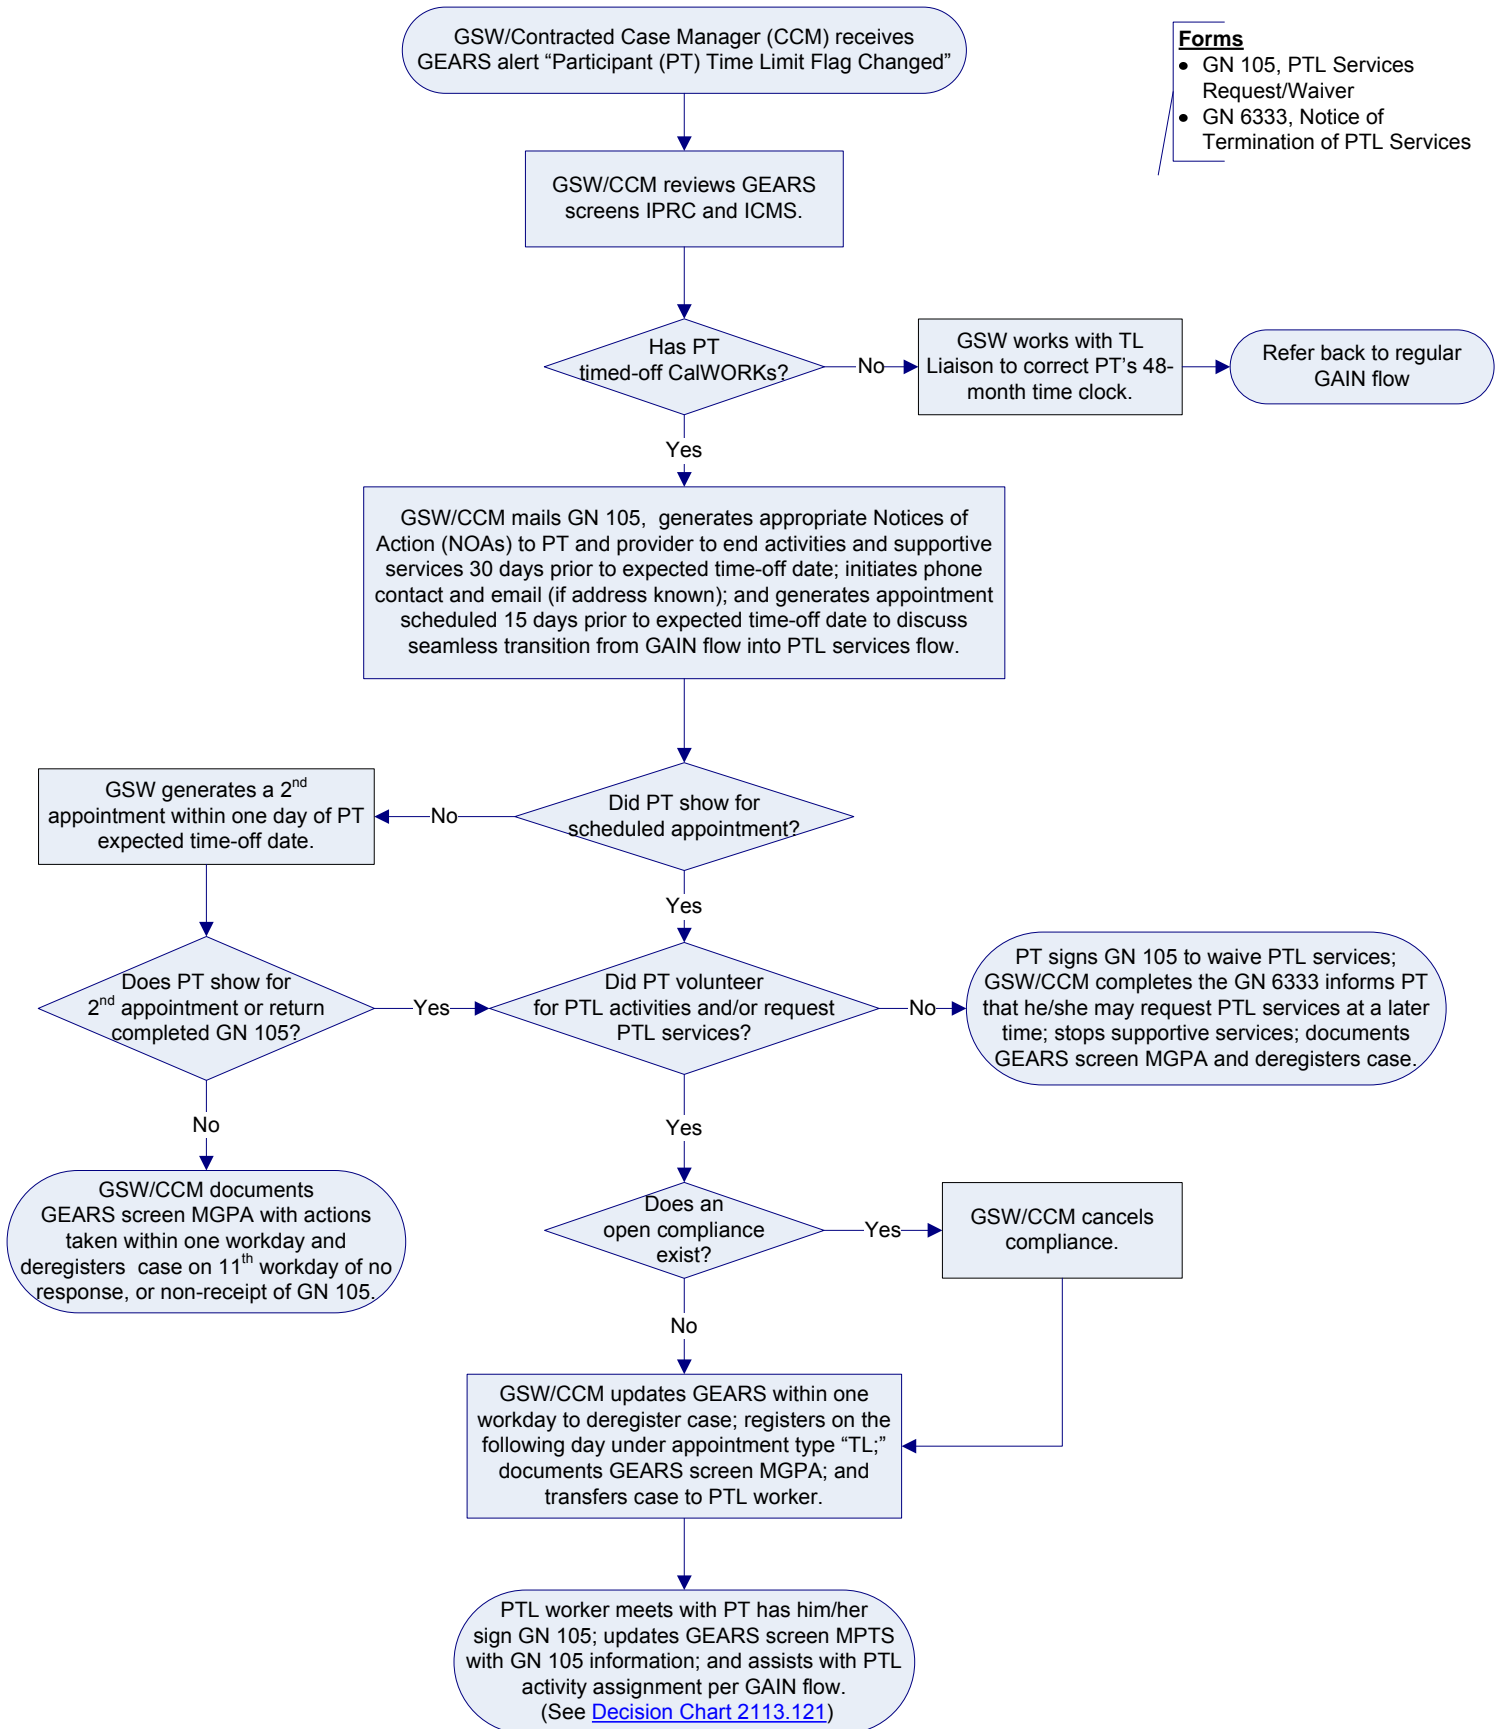 GSW/Contracted Case Manager (CCM) receives
GEARS alert “Participant (PT) Time Limit Flag Changed”
Forms
• GN 105, PTL Services
Request/Waiver
• GN 6333, Notice of
Termination of PTL Services
GSW/CCM reviews GEARS
screens IPRC and ICMS.
Has PT
timed-off CalWORKs?
No
GSW works with TL
Liaison to correct PT’s 48-
month time clock.
Refer back to regular
GAIN flow
Yes
GSW/CCM mails GN 105, generates appropriate Notices of
Action (NOAs) to PT and provider to end activities and supportive
services 30 days prior to expected time-off date; initiates phone
contact and email (if address known); and generates appointment
scheduled 15 days prior to expected time-off date to discuss
seamless transition from GAIN flow into PTL services flow.
Did PT show for
scheduled appointment?
No
GSW generates a 2nd
appointment within one day of PT
expected time-off date.
Yes
Does PT show for
2nd appointment or return
completed GN 105?
Yes
Did PT volunteer
for PTL activities and/or request
PTL services?
No
PT signs GN 105 to waive PTL services;
GSW/CCM completes the GN 6333 informs PT
that he/she may request PTL services at a later
time; stops supportive services; documents
GEARS screen MGPA and deregisters case.
No
GSW/CCM documents
GEARS screen MGPA with actions
taken within one workday and
deregisters case on 11th workday of no
response, or non-receipt of GN 105.
Yes
Does an
open compliance
exist?
Yes
GSW/CCM cancels
compliance.
No
GSW/CCM updates GEARS within one
workday to deregister case; registers on the
following day under appointment type “TL;”
documents GEARS screen MGPA; and
transfers case to PTL worker.
PTL worker meets with PT has him/her
sign GN 105; updates GEARS screen MPTS
with GN 105 information; and assists with PTL
activity assignment per GAIN flow.
(See Decision Chart 2113.121)